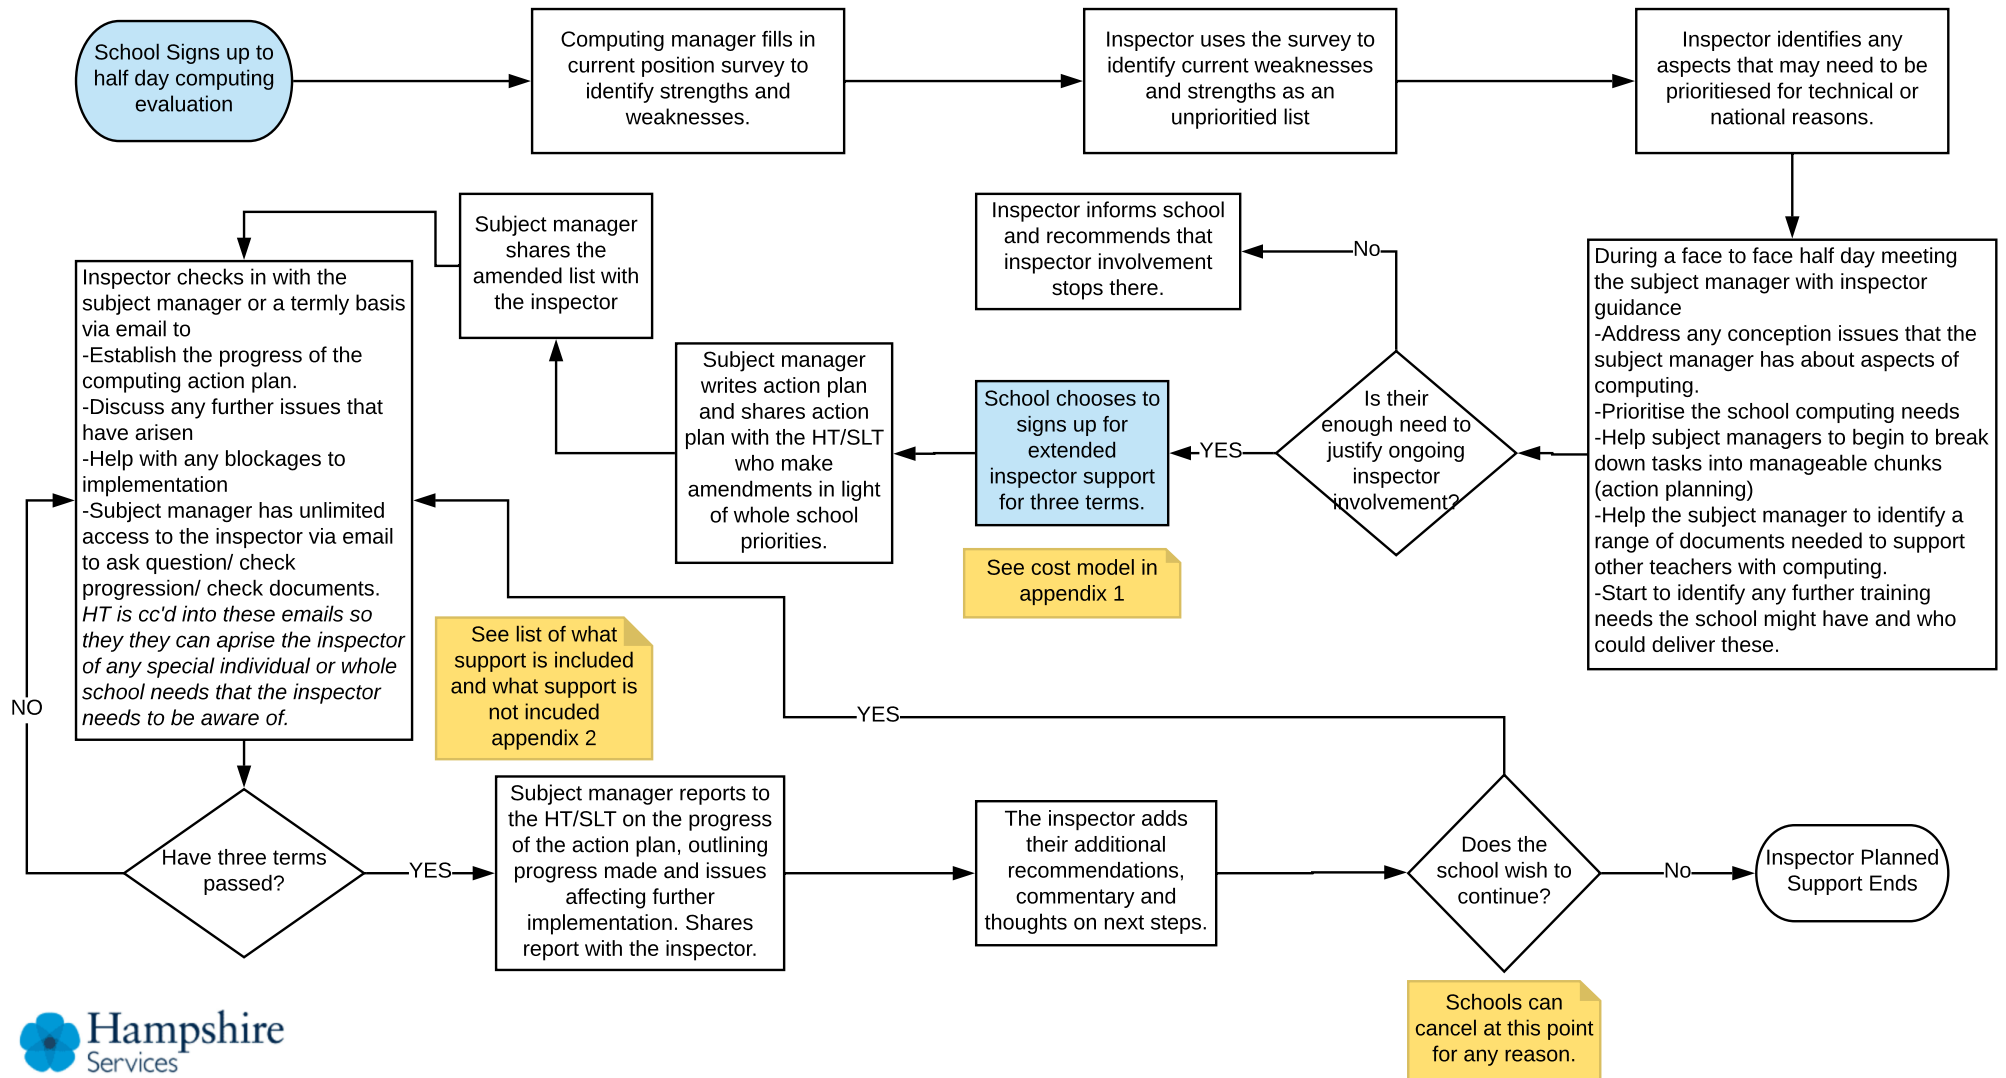 School Signs up to
half day computing
evaluation
Computing manager fills in
current position survey to
identify strengths and
weaknesses.
Inspector uses the survey to
identify current weaknesses
and strengths as an
unprioritied list
Inspector identifies any
aspects that may need to be
prioritiesed for technical or
national reasons.
During a face to face half day meeting
the subject manager with inspector
guidance
-Address any conception issues that the
subject manager has about aspects of
computing.
-Prioritise the school computing needs
-Help subject managers to begin to break
down tasks into manageable chunks
(action planning)
-Help the subject manager to identify a
range of documents needed to support
other teachers with computing.
-Start to identify any further training
needs the school might have and who
could deliver these.
Is their
enough need to
justify ongoing
inspector
involvement?
No
Inspector informs school
and recommends that
inspector involvement
stops there.
YES
School chooses to
signs up for
extended
inspector support
for three terms.
See cost model in
appendix 1
Subject manager
writes action plan
and shares action
plan with the HT/SLT
who make
amendments in light
of whole school
priorities.
Subject manager
shares the
amended list with
the inspector
Inspector checks in with the
subject manager or a termly basis
via email to
-Establish the progress of the
computing action plan.
-Discuss any further issues that
have arisen
-Help with any blockages to
implementation
-Subject manager has unlimited
access to the inspector via email
to ask question/ check
progression/ check documents.
HT is cc'd into these emails so
they they can aprise the inspector
of any special individual or whole
school needs that the inspector
needs to be aware of.
See list of what
support is included
and what support is
not incuded
appendix 2
NO
Have three terms
passed?
YES
Subject manager reports to
the HT/SLT on the progress
of the action plan, outlining
progress made and issues
affecting further
implementation. Shares
report with the inspector.
The inspector adds
their additional
recommendations,
commentary and
thoughts on next steps.
Does the
school wish to
continue?
YES
No
Inspector Planned
Support Ends
Schools can
cancel at this point
for any reason.
Hampshire
Services